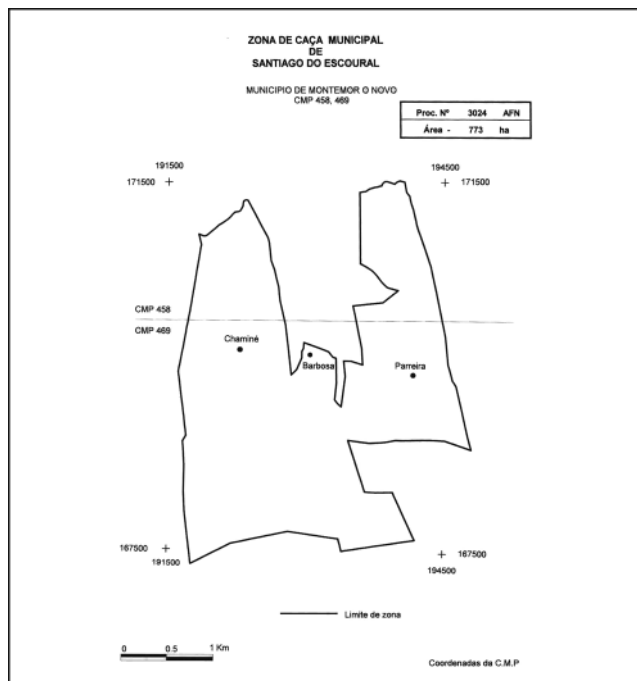 ZONA DE CAÇA MUNICIPAL
DE
SANTIAGO DO ESCOURAL
MUNICIPIO DE MONTEMOR O NOVO
CMP 458, 469
Proc. Nº 3024 AFN
Área - 773 ha
191500
171500
194500
171500
CMP 458
CMP 469
Chaminé
Barbosa
Parreira
167500
191500
167500
194500
Limite de zona
0 0.5 1 Km
Coordenadas da C.M.P